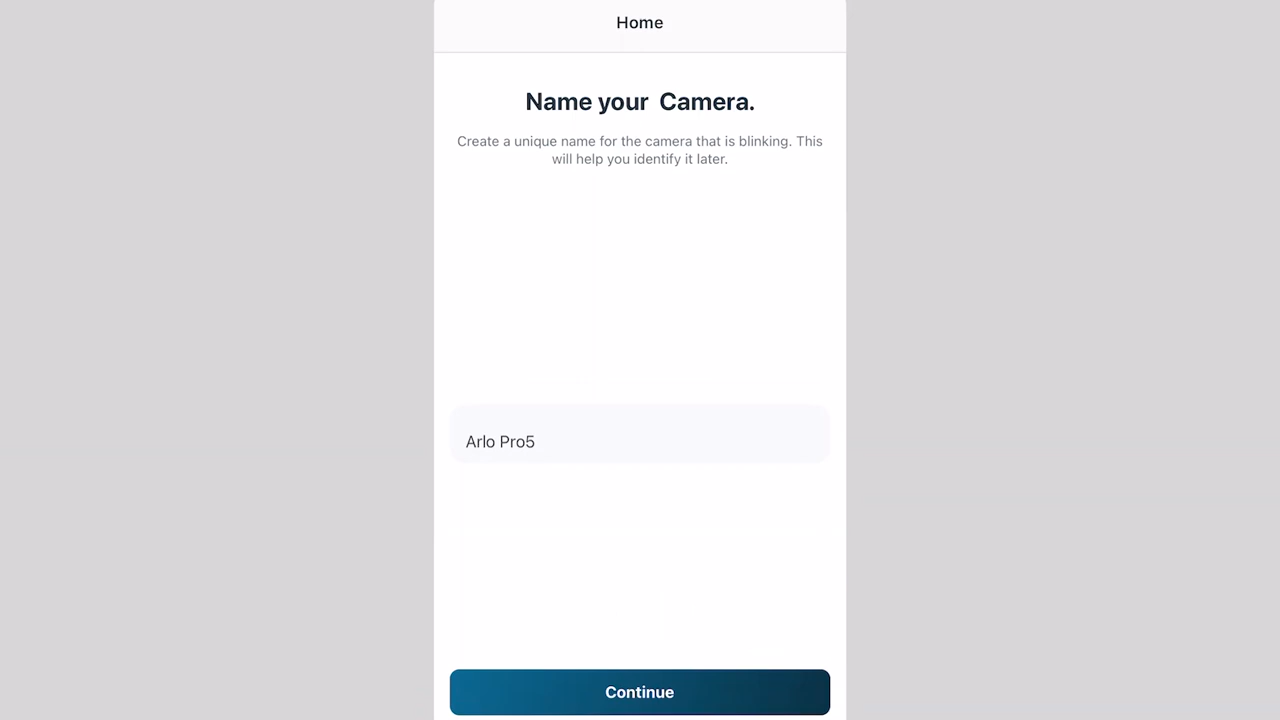 Home
Name your  Camera.
Create a unique name for the camera that is blinking. This
will help you identify it later.
Arlo Pro5
Continue